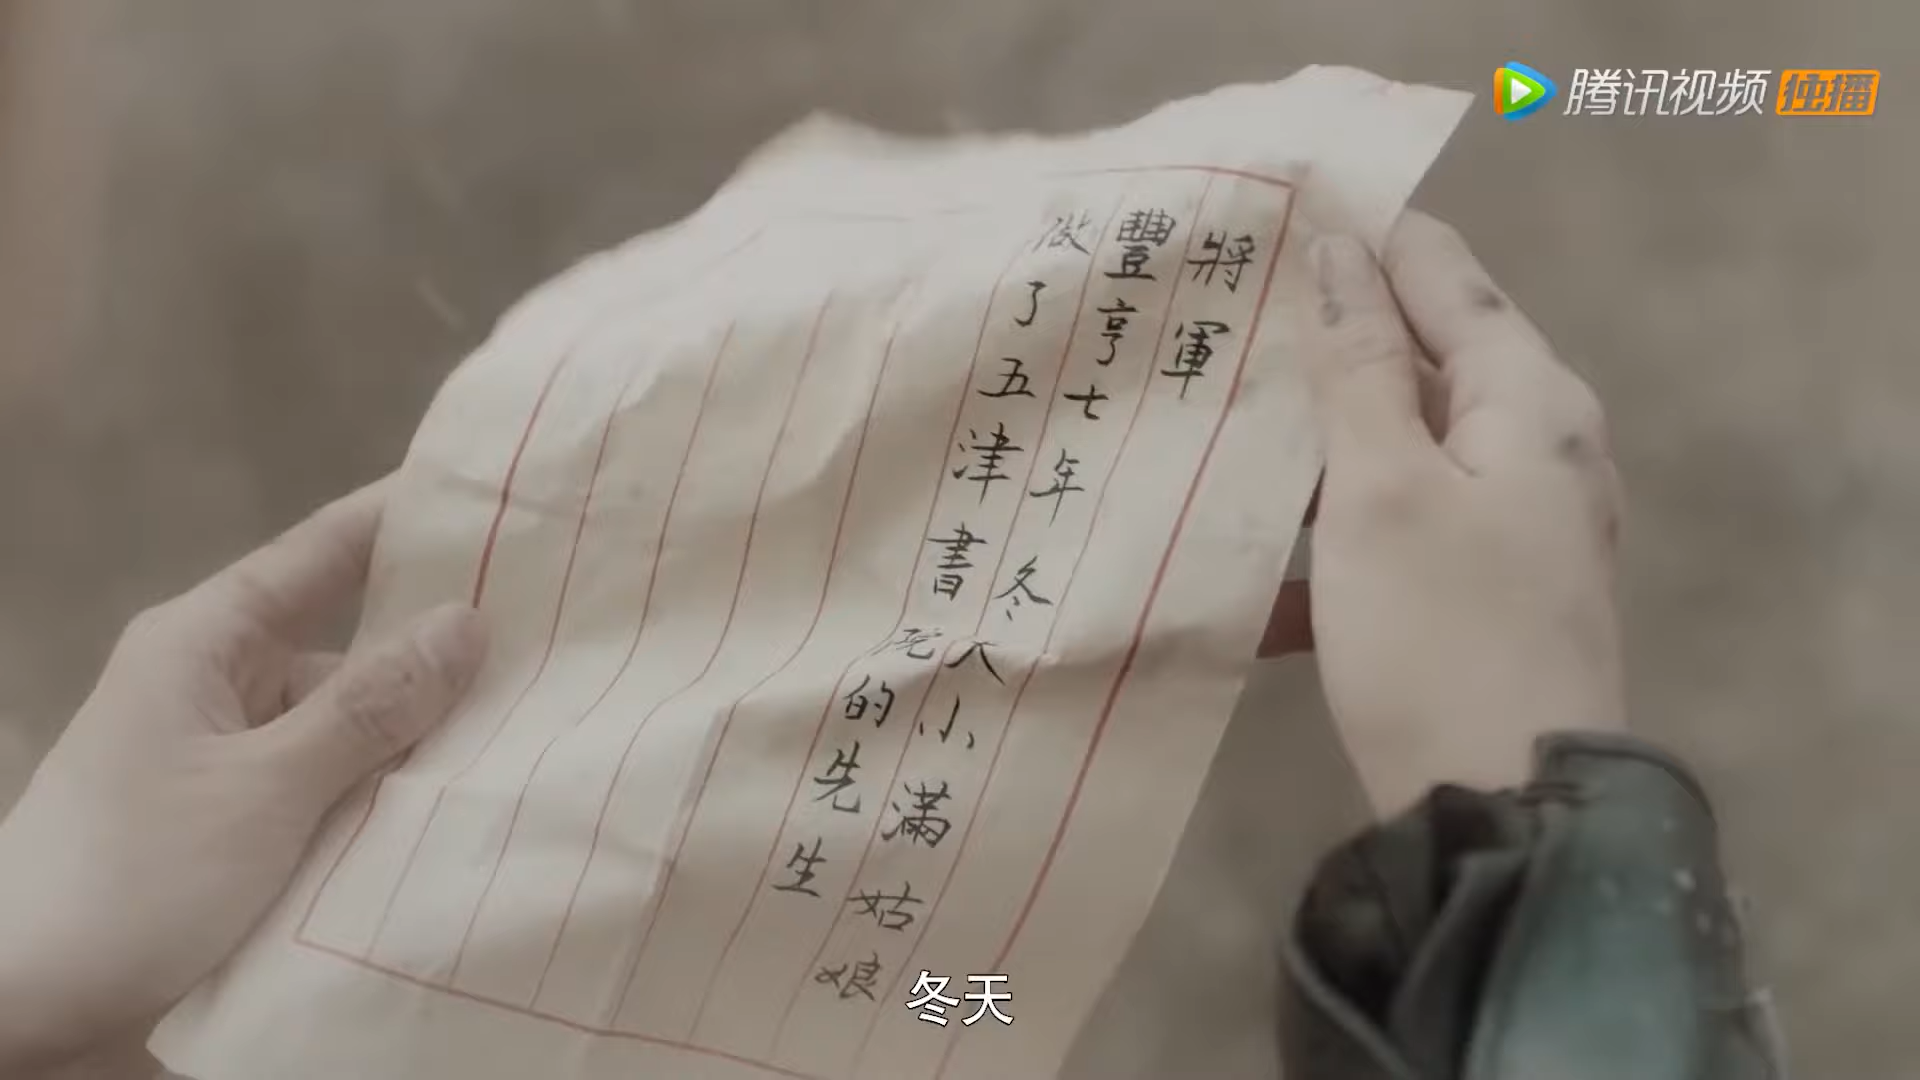 將軍
豐亨七年冬天小滿姑娘
做了五津書院的先生
冬天
腾讯视频 独播